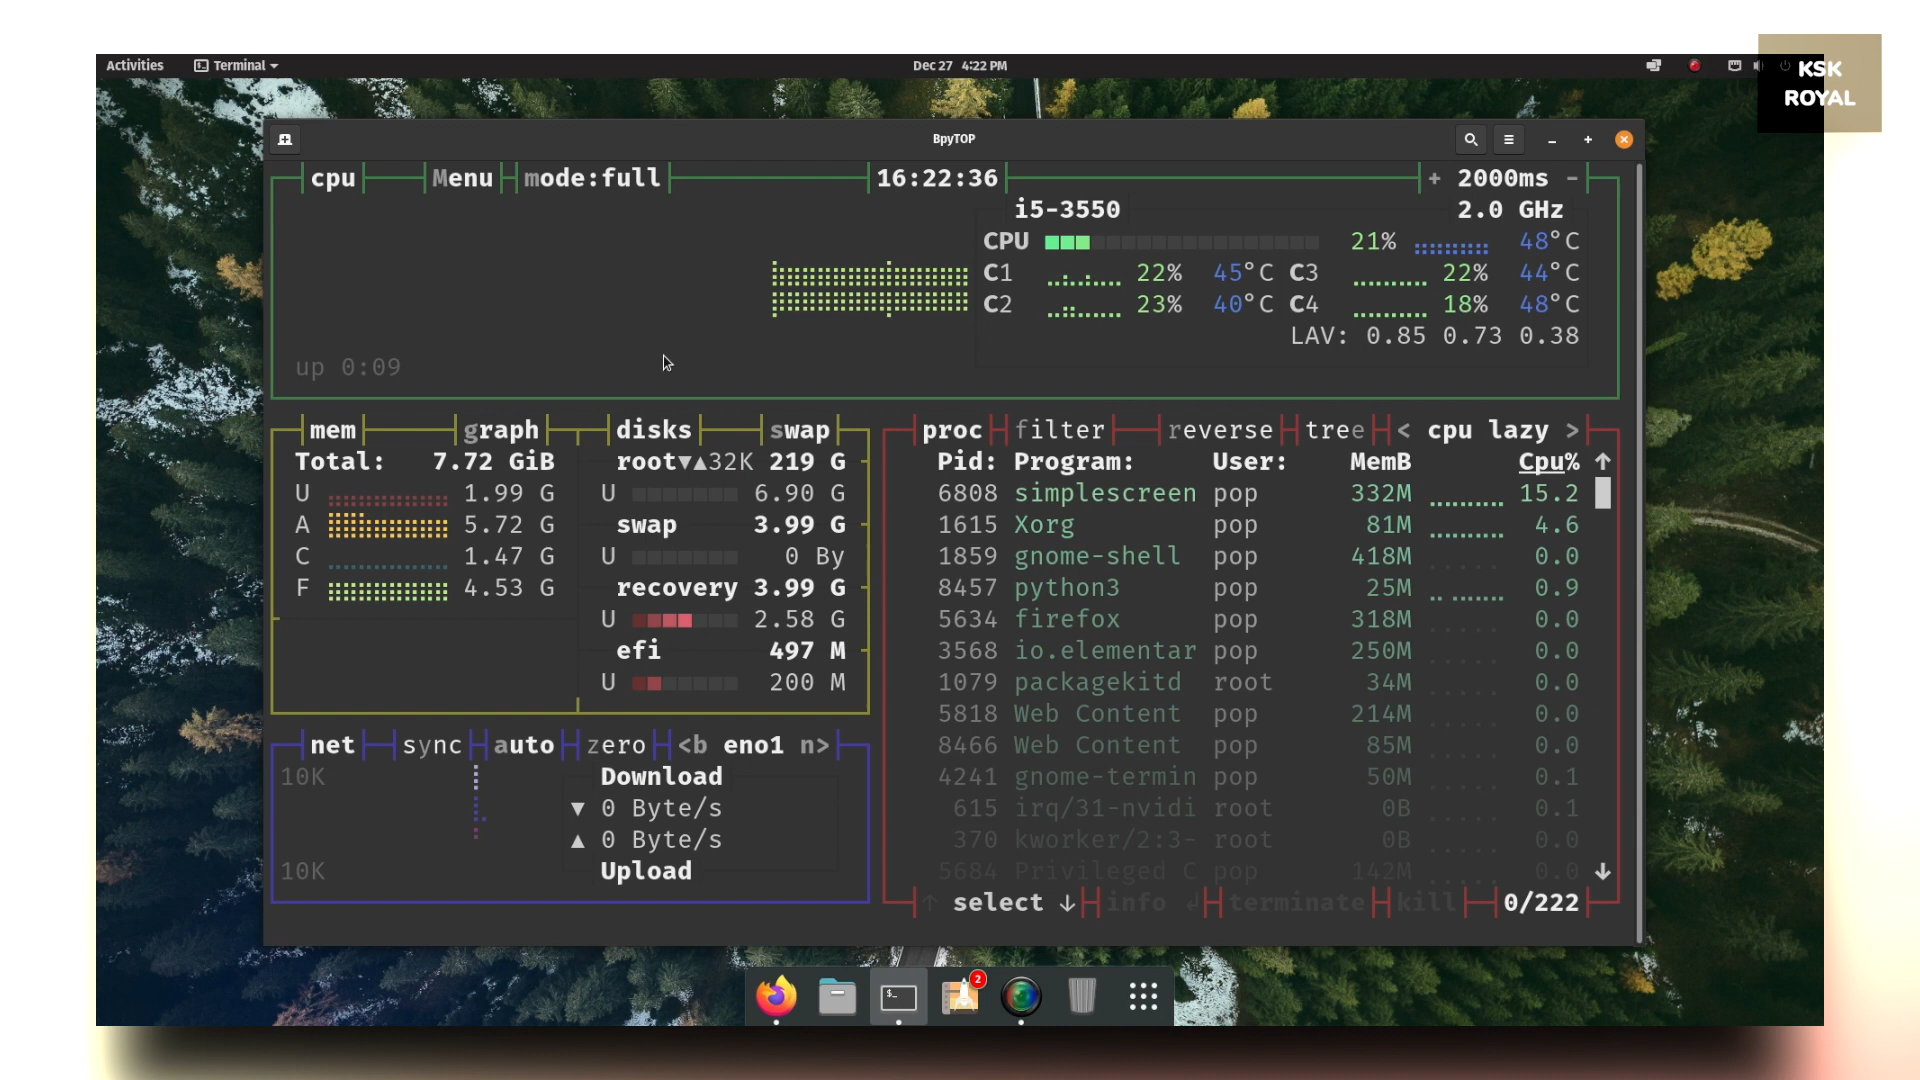 Activities Terminal Dec 27 4:22 PM
KSK
ROYAL
BpyTOP
cpu Menu mode:full 16:22:36 + 2000ms -
i5-3550 2.0 GHz
CPU 21% 48°C
C1 22% 45°C C3 22% 44°C
C2 23% 40°C C4 18% 48°C
LAV: 0.85 0.73 0.38
up 0:09
mem graph disks swap
Total: 7.72 GiB root▼▲32K 219 G
U 1.99 G U 6.90 G
A 5.72 G swap 3.99 G
C 1.47 G U 0 By
F 4.53 G recovery 3.99 G
U 2.58 G
efi 497 M
U 200 M
proc filter reverse tree < cpu lazy >
Pid: Program: User: MemB Cpu% ↑
6808 simplescreen pop 332M 15.2
1615 Xorg pop 81M 4.6
1859 gnome-shell pop 418M 0.0
8457 python3 pop 25M 0.9
5634 firefox pop 318M 0.0
3568 io.elementar pop 250M 0.0
1079 packagekitd root 34M 0.0
5818 Web Content pop 214M 0.0
8466 Web Content pop 85M 0.0
4241 gnome-termin pop 50M 0.1
615 irq/31-nvidi root 0B 0.1
370 kworker/2:3- root 0B 0.0
5684 Privileged C pop 142M 0.0 ↓
↑ select ↓ info ↲ terminate kill 0/222
net sync auto zero <b eno1 n>
10K Download
▼ 0 Byte/s
▲ 0 Byte/s
10K Upload
2